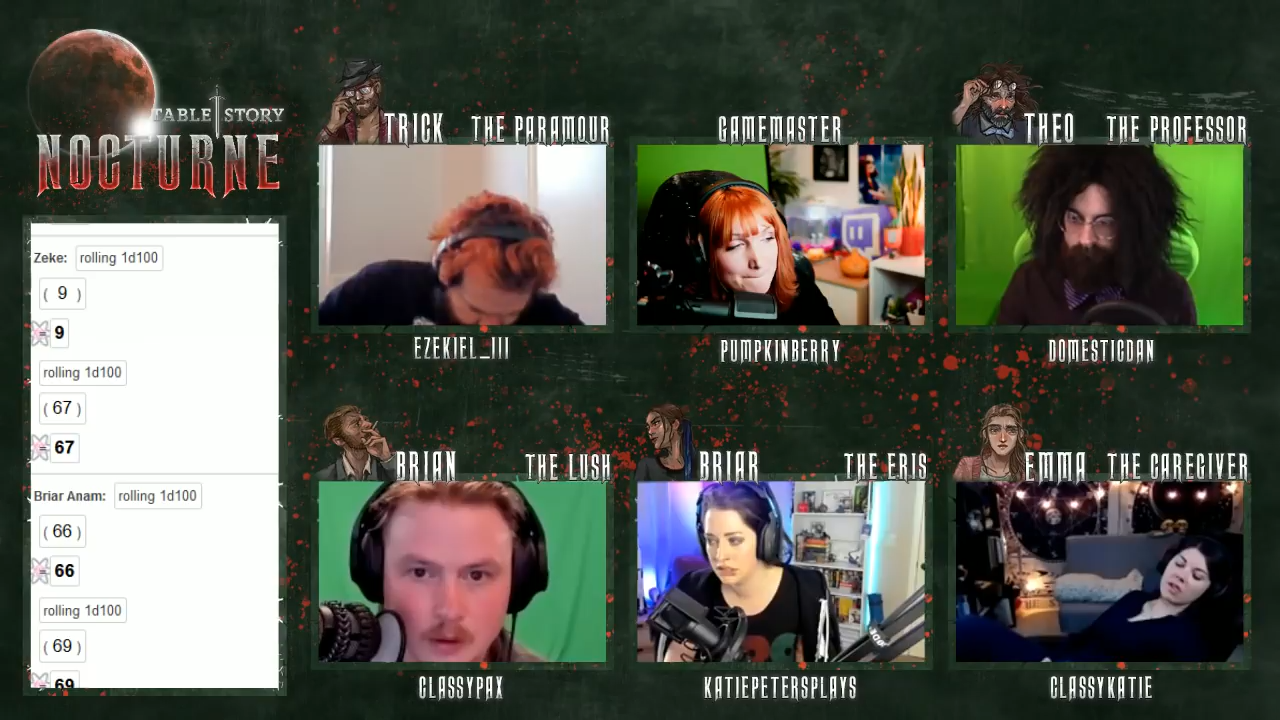 TABLE STORY
NOCTURNE
Zeke: rolling 1d100
( 9 )
9
rolling 1d100
( 67 )
67
Briar Anam: rolling 1d100
( 66 )
66
rolling 1d100
( 69 )
69
TRICK THE PARAMOUR
EZEKIEL_III
GAMEMASTER
PUMPKINBERRY
THEO THE PROFESSOR
DOMESTICDAN
BRIAN THE LUSH
CLASSYPAX
BRIAR THE ERIS
KATIEPETERSPLAYS
EMMA THE CAREGIVER
CLASSYKATIE